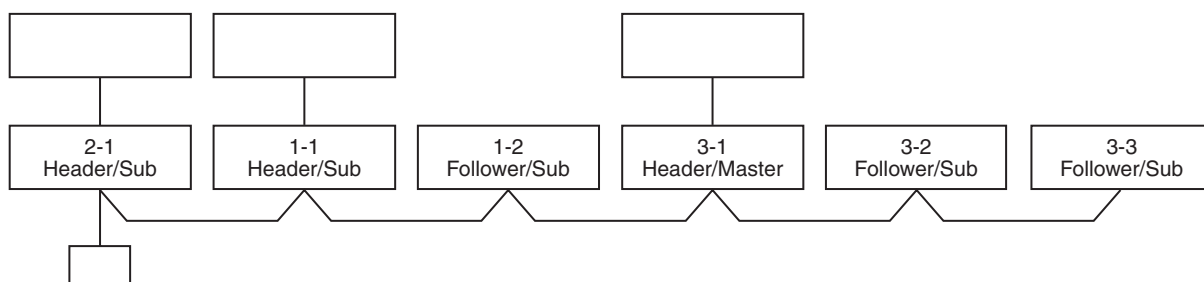 2-1
Header/Sub
1-1
Header/Sub
1-2
Follower/Sub
3-1
Header/Master
3-2
Follower/Sub
3-3
Follower/Sub